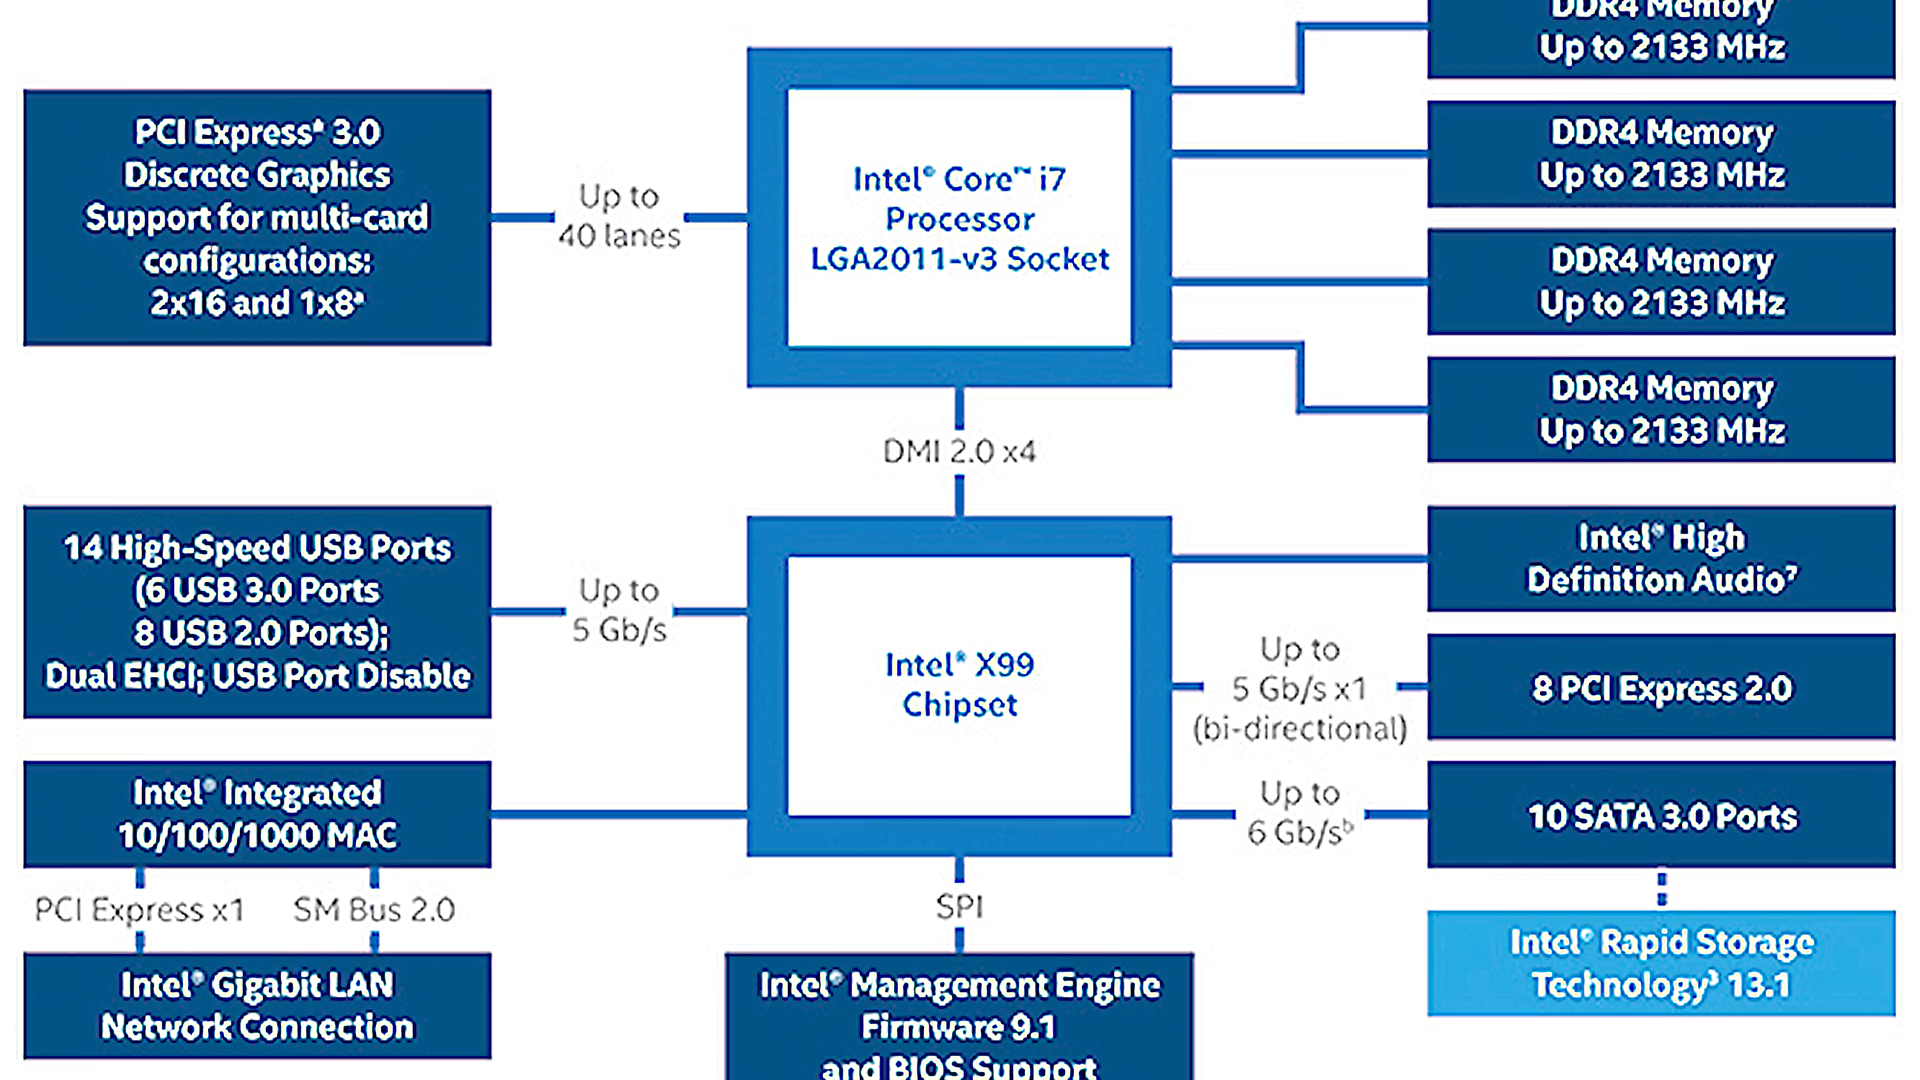 DDR4 Memory
Up to 2133 MHz
PCI Express* 3.0
Discrete Graphics
Support for multi-card
configurations:
2x16 and 1x8ᵃ
Up to
40 lanes
Intel® Core™ i7
Processor
LGA2011-v3 Socket
DDR4 Memory
Up to 2133 MHz
DDR4 Memory
Up to 2133 MHz
DDR4 Memory
Up to 2133 MHz
DMI 2.0 x4
14 High-Speed USB Ports
(6 USB 3.0 Ports
8 USB 2.0 Ports);
Dual EHCI; USB Port Disable
Up to
5 Gb/s
Intel® X99
Chipset
Intel® High
Definition Audio⁷
Up to
5 Gb/s x1
(bi-directional)
8 PCI Express 2.0
Intel® Integrated
10/100/1000 MAC
Up to
6 Gb/sᵇ
10 SATA 3.0 Ports
PCI Express x1
SM Bus 2.0
SPI
Intel® Gigabit LAN
Network Connection
Intel® Management Engine
Firmware 9.1
and BIOS Support
Intel® Rapid Storage
Technology³ 13.1